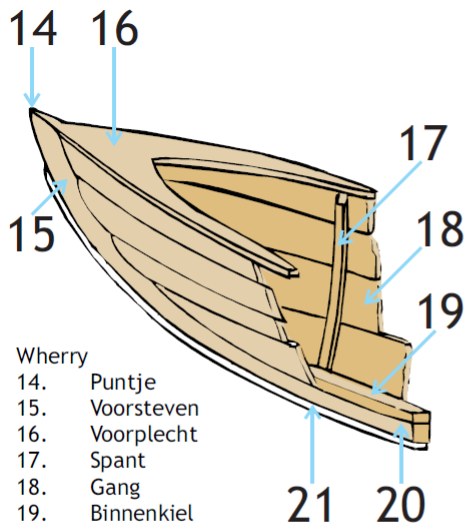 14
16
17
15
18
19
Wherry
14. Puntje
15. Voorsteven
16. Voorplecht
17. Spant
18. Gang
19. Binnenkiel
21
20